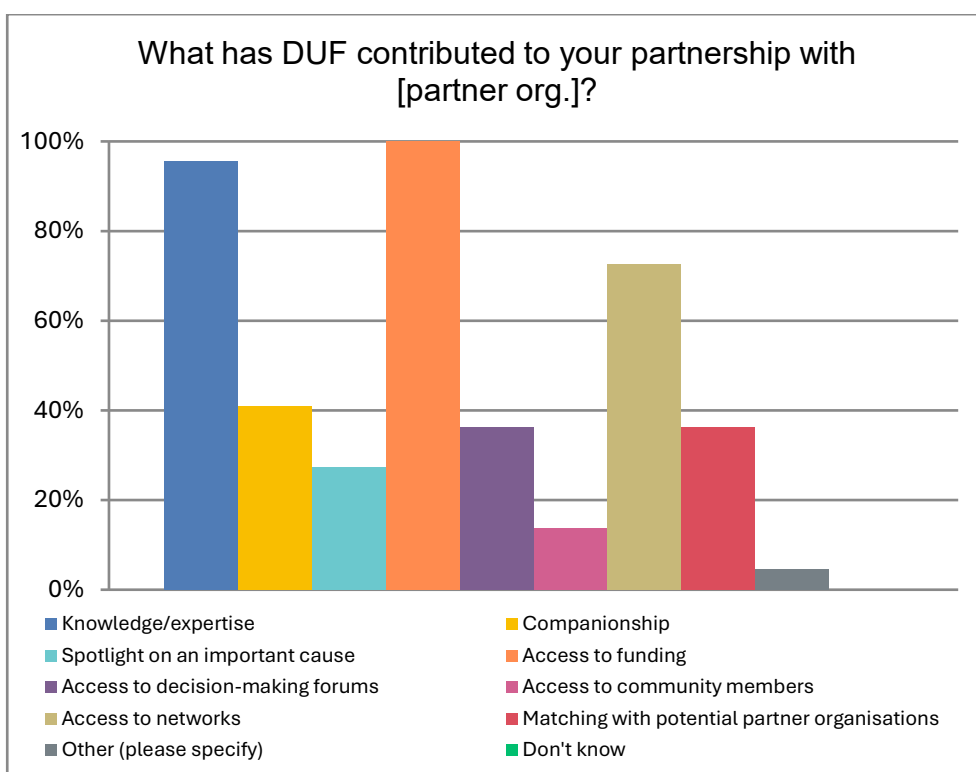 What has DUF contributed to your partnership with
[partner org.]?
100%
80%
60%
40%
20%
0%
Knowledge/expertise
Companionship
Spotlight on an important cause
Access to funding
Access to decision-making forums
Access to community members
Access to networks
Matching with potential partner organisations
Other (please specify)
Don't know